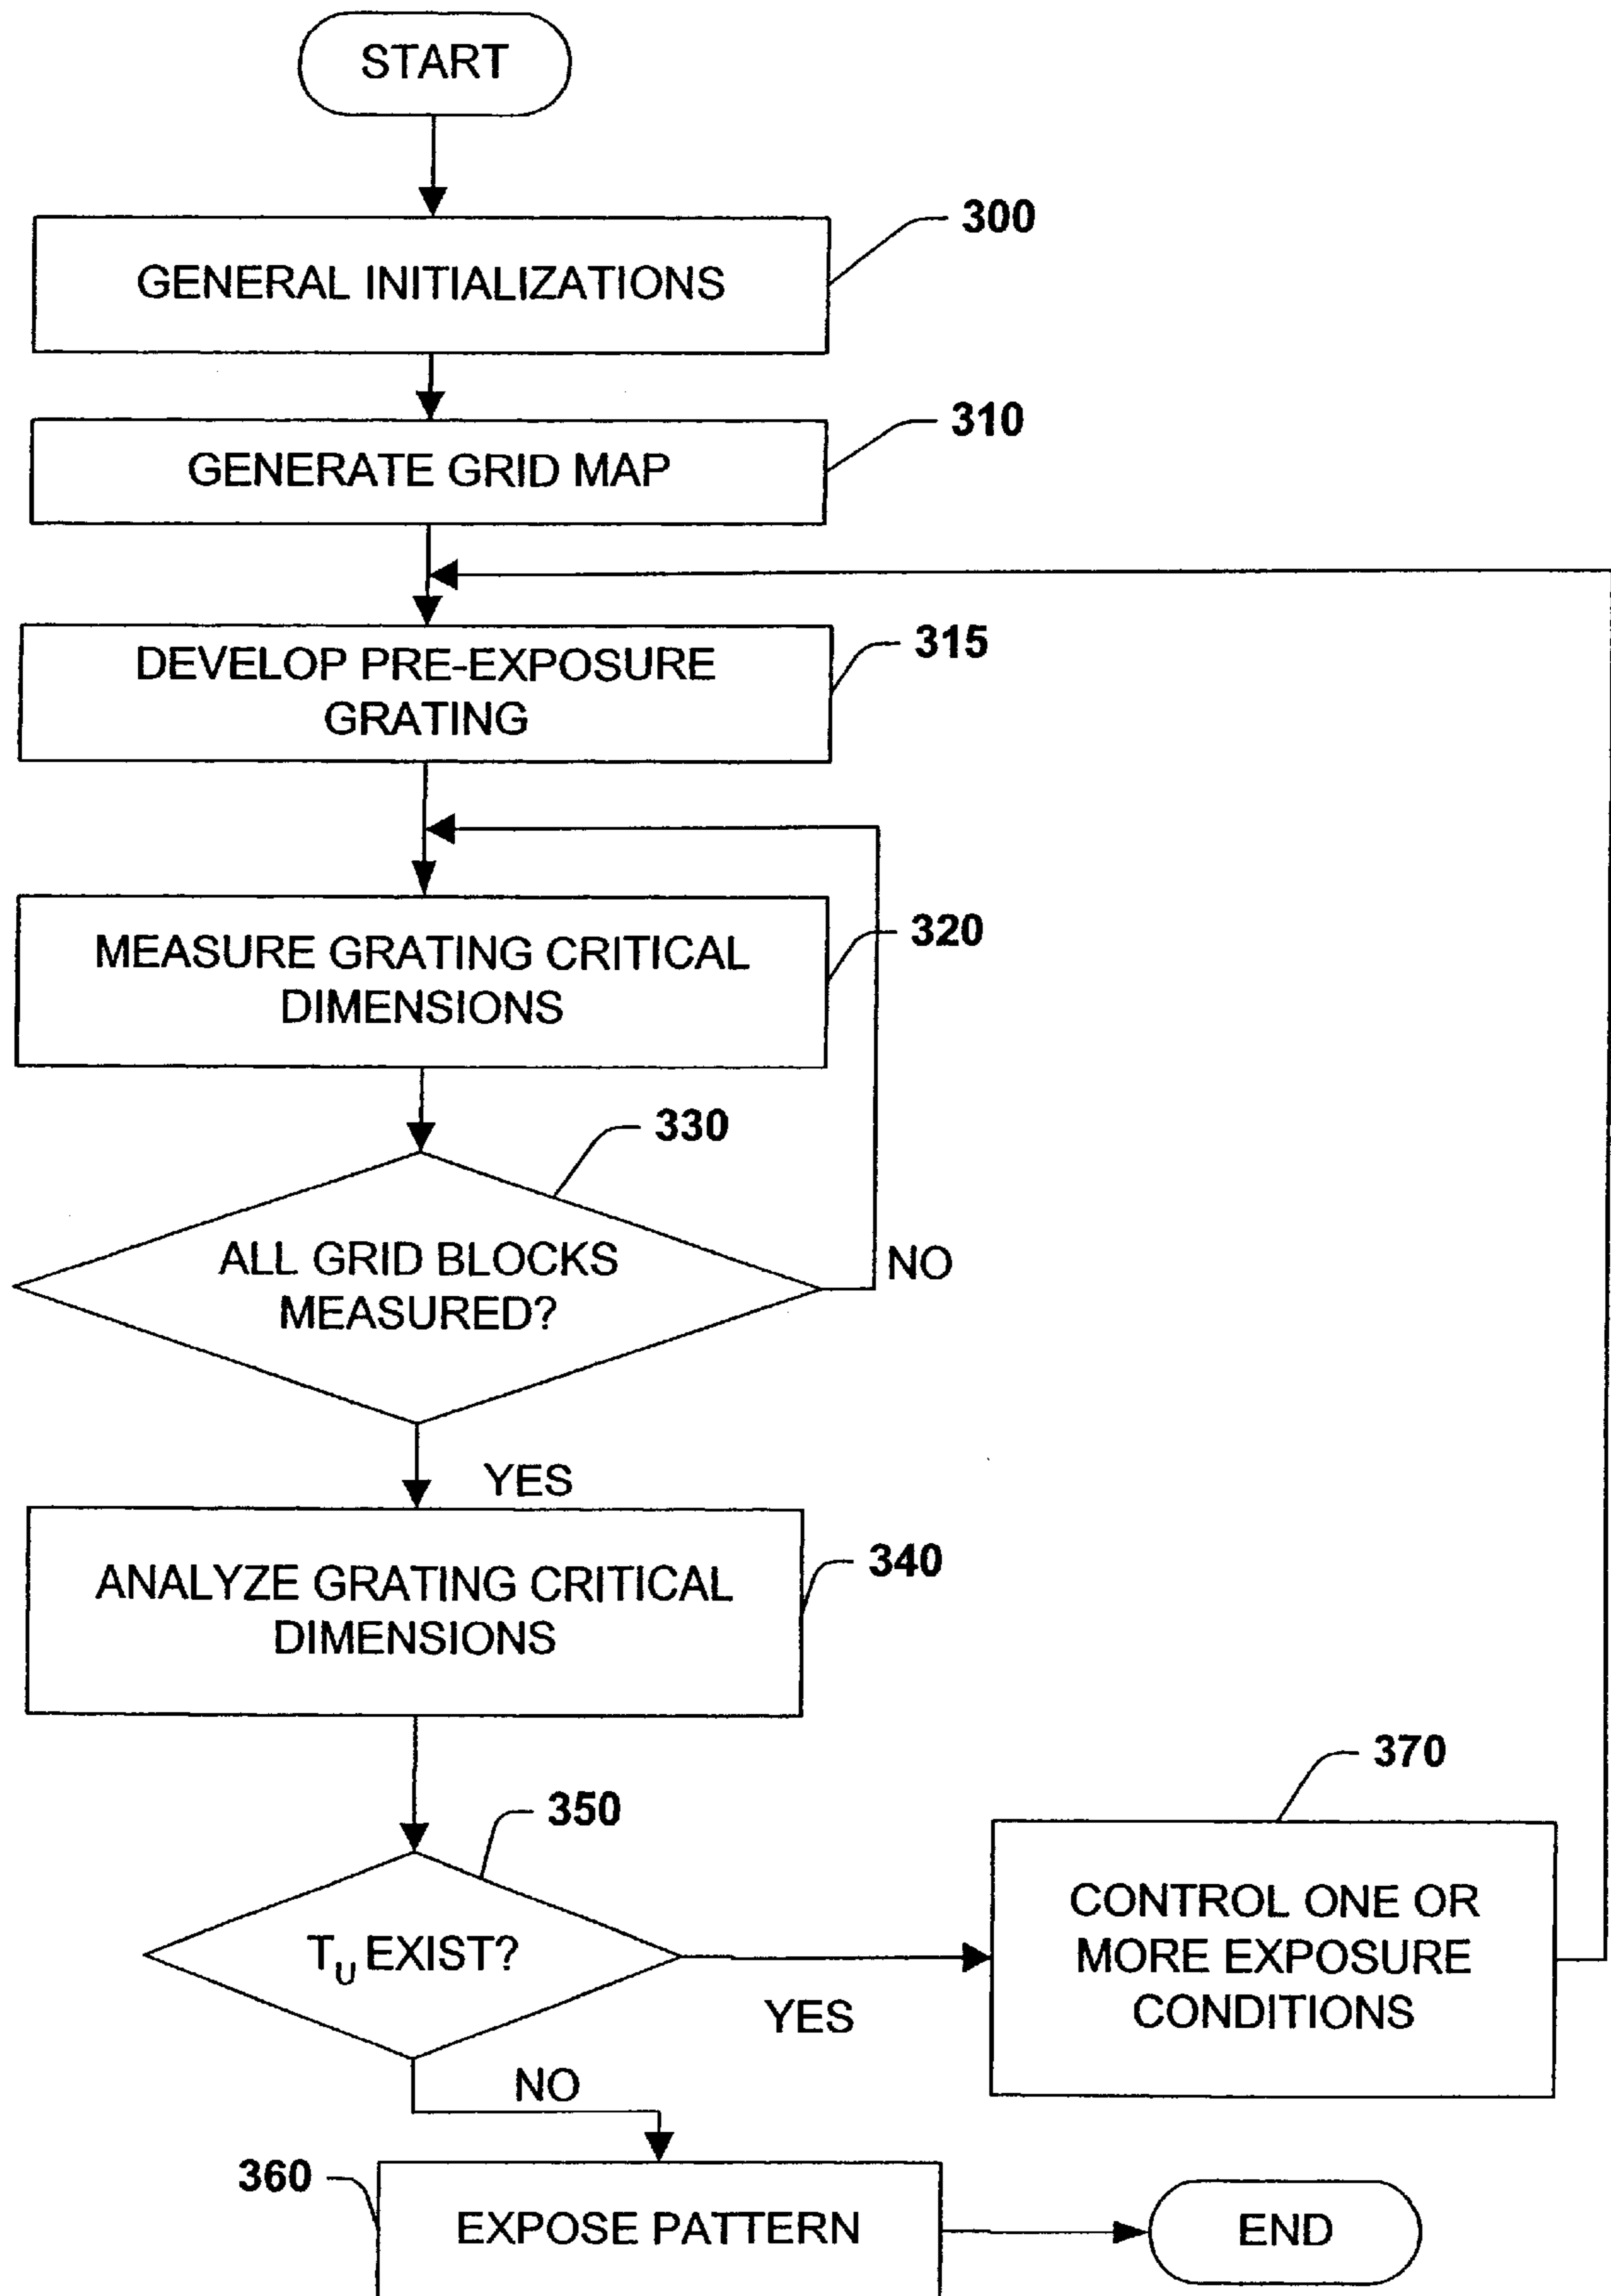 START
300
GENERAL INITIALIZATIONS
310
GENERATE GRID MAP
315
DEVELOP PRE-EXPOSURE
GRATING
320
MEASURE GRATING CRITICAL
DIMENSIONS
330
ALL GRID BLOCKS
MEASURED?
NO
YES
340
ANALYZE GRATING CRITICAL
DIMENSIONS
350
TU EXIST?
YES
370
CONTROL ONE OR
MORE EXPOSURE
CONDITIONS
NO
360
EXPOSE PATTERN
END